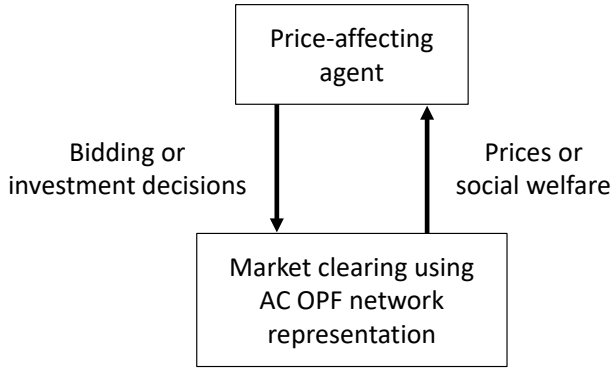 Price-affecting
agent
Bidding or
investment decisions
Prices or
social welfare
Market clearing using
AC OPF network
representation